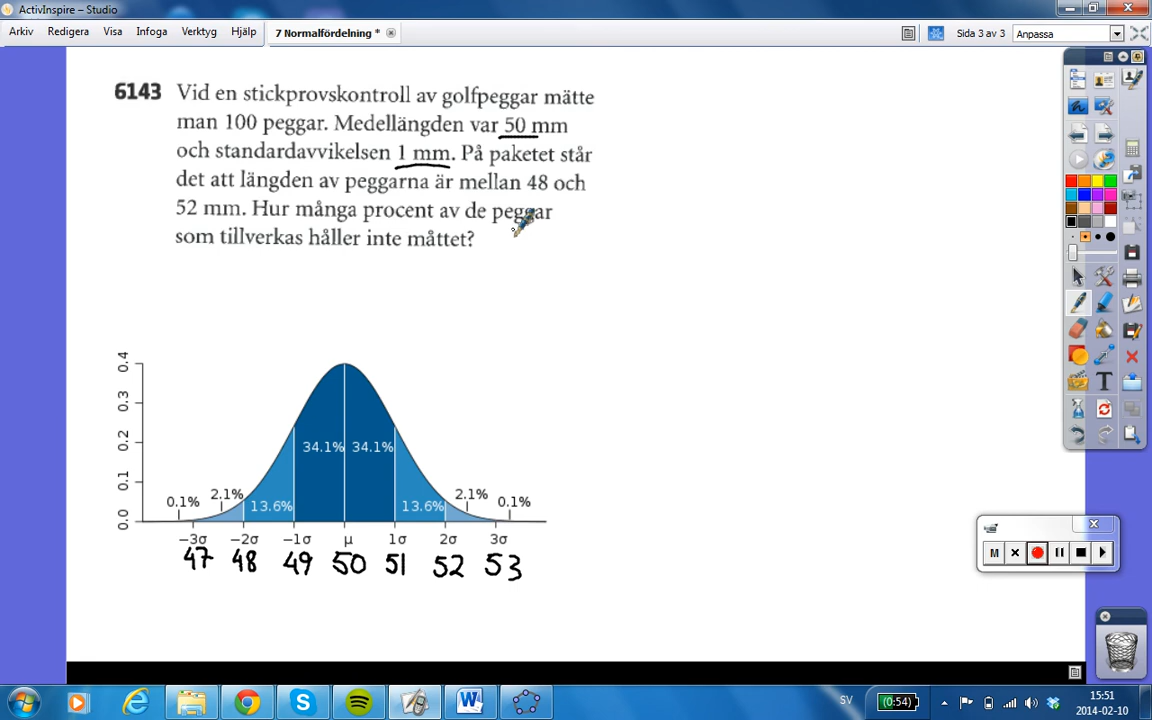 ActivInspire – Studio
Arkiv Redigera Visa Infoga Verktyg Hjälp 7 Normalfördelning * Sida 3 av 3 Anpassa
6143 Vid en stickprovskontroll av golfpeggar mätte
man 100 peggar. Medellängden var 50 mm
och standardavvikelsen 1 mm. På paketet står
det att längden av peggarna är mellan 48 och
52 mm. Hur många procent av de peggar
som tillverkas håller inte måttet?
0.4
0.3
0.2
0.1
0.0
34.1% 34.1%
0.1% 2.1% 13.6% 13.6% 2.1% 0.1%
−3σ −2σ −1σ μ 1σ 2σ 3σ
47 48 49 50 51 52 53
M
T
SV (0:54) 15:51
2014-02-10